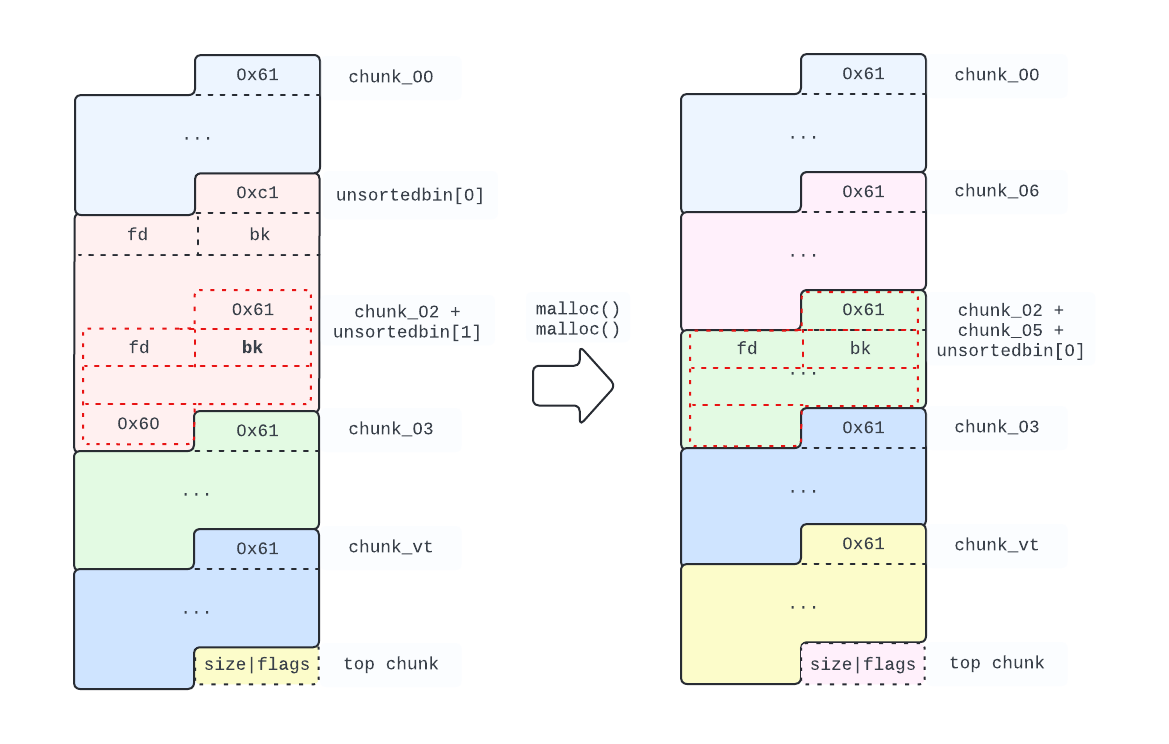 0x61
chunk_00
...
0xc1
unsortedbin[0]
fd
bk
0x61
chunk_02 +
unsortedbin[1]
fd
bk
0x60
0x61
chunk_03
...
0x61
chunk_vt
...
size|flags
top chunk
malloc()
malloc()
0x61
chunk_00
...
0x61
chunk_06
...
0x61
chunk_02 +
chunk_05 +
unsortedbin[0]
fd
bk
...
0x61
chunk_03
...
0x61
chunk_vt
...
size|flags
top chunk